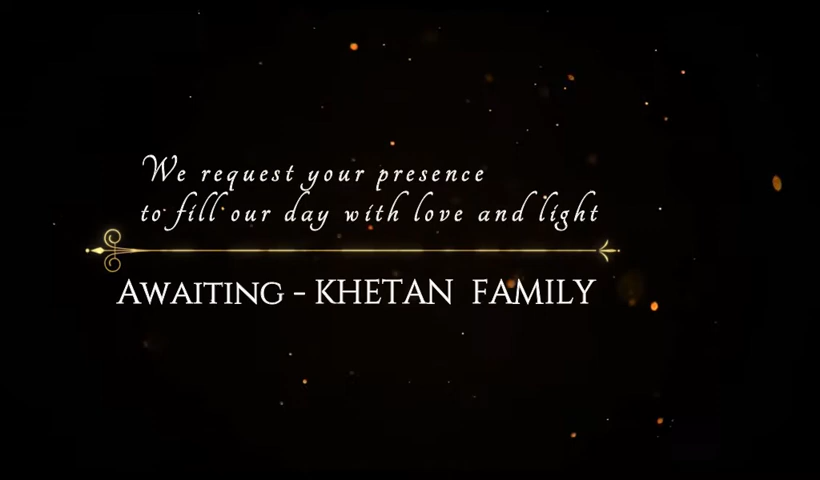 We request your presence
to fill our day with love and light
AWAITING - KHETAN FAMILY